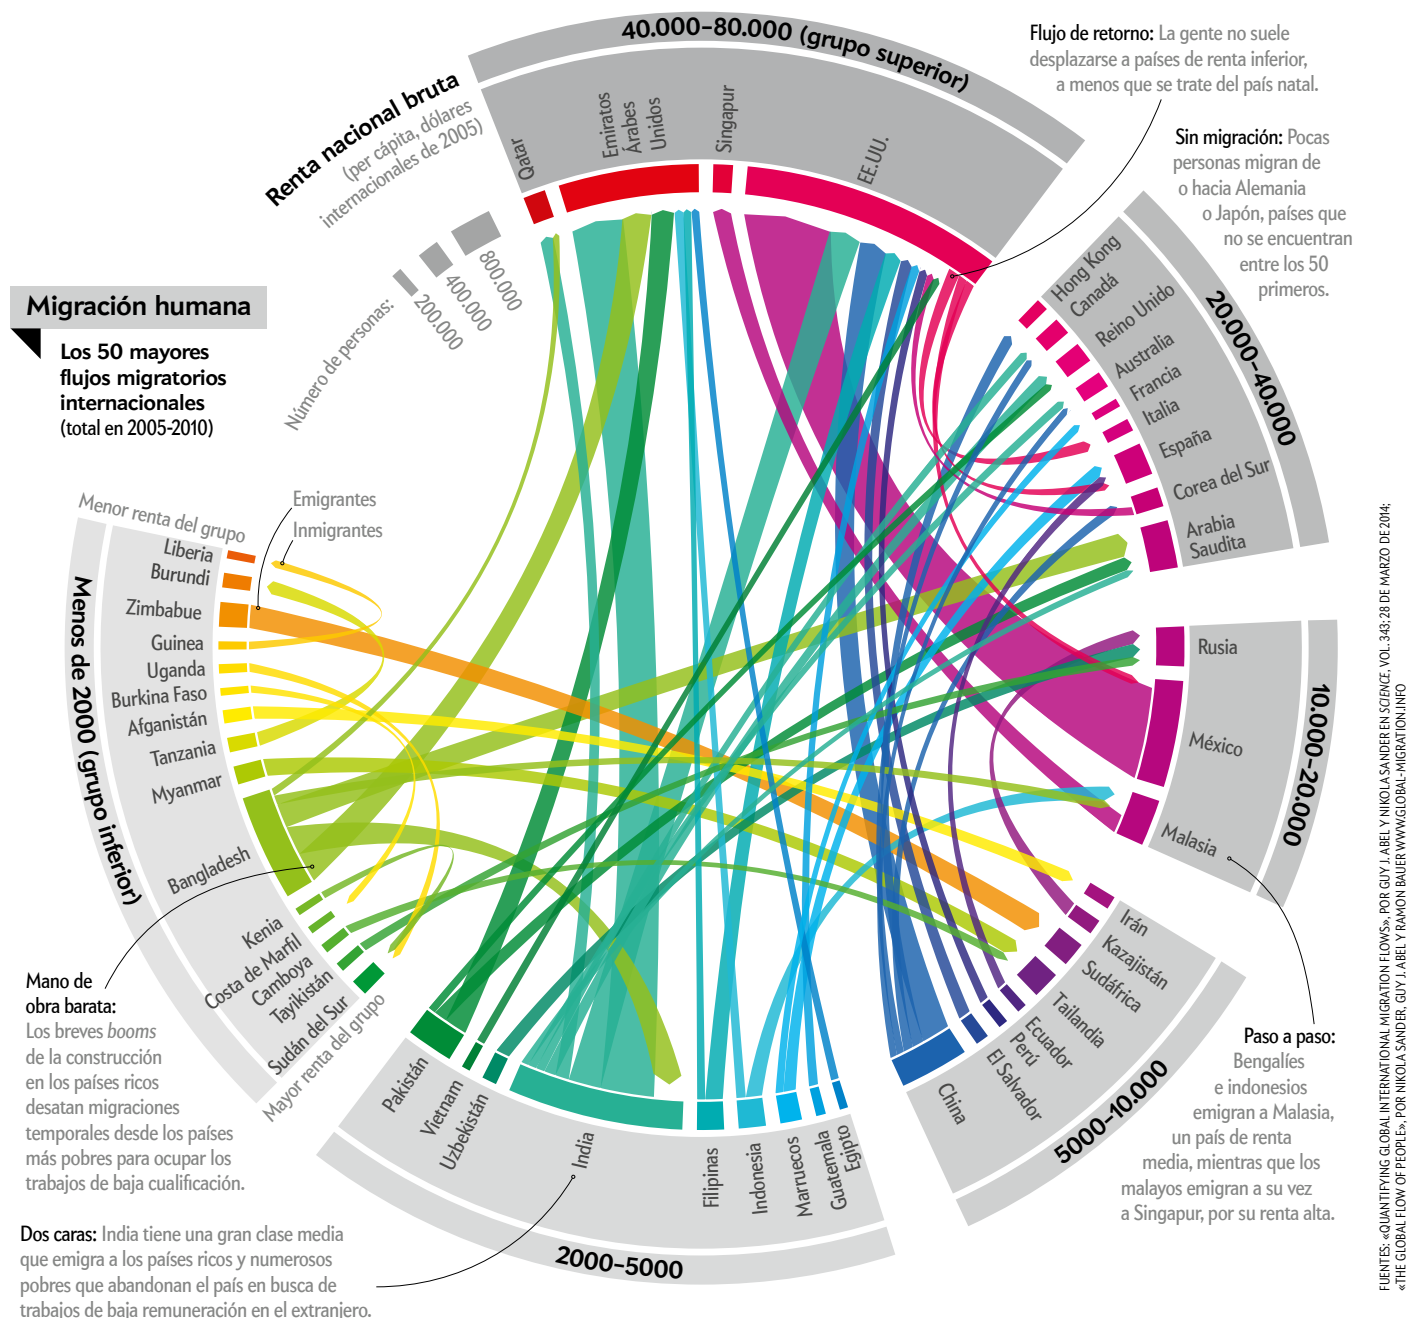 Migración humana
Los 50 mayores
flujos migratorios
internacionales
(total en 2005-2010)
Renta nacional bruta
(per cápita, dólares
internacionales de 2005)
Número de personas:
200.000
400.000
800.000
40.000–80.000 (grupo superior)
Qatar
Emiratos
Árabes
Unidos
Singapur
EE.UU.
Flujo de retorno: La gente no suele
desplazarse a países de renta inferior,
a menos que se trate del país natal.
Sin migración: Pocas
personas migran de
o hacia Alemania
o Japón, países que
no se encuentran
entre los 50
primeros.
20.000–40.000
Hong Kong
Canadá
Reino Unido
Australia
Francia
Italia
España
Corea del Sur
Arabia
Saudita
10.000–20.000
Rusia
México
Malasia
Paso a paso:
Bengalíes
e indonesios
emigran a Malasia,
un país de renta
media, mientras que los
malayos emigran a su vez
a Singapur, por su renta alta.
5000–10.000
Irán
Kazajistán
Sudáfrica
Tailandia
Ecuador
Perú
El Salvador
China
2000–5000
Egipto
Guatemala
Marruecos
Indonesia
Filipinas
India
Uzbekistán
Vietnam
Pakistán
Menos de 2000 (grupo inferior)
Menor renta del grupo
Emigrantes
Inmigrantes
Liberia
Burundi
Zimbabue
Guinea
Uganda
Burkina Faso
Afganistán
Tanzania
Myanmar
Bangladesh
Kenia
Costa de Marfil
Camboya
Tayikistán
Sudán del Sur
Mayor renta del grupo
Mano de
obra barata:
Los breves booms
de la construcción
en los países ricos
desatan migraciones
temporales desde los países
más pobres para ocupar los
trabajos de baja cualificación.
Dos caras: India tiene una gran clase media
que emigra a los países ricos y numerosos
pobres que abandonan el país en busca de
trabajos de baja remuneración en el extranjero.
FUENTES: «QUANTIFYING GLOBAL INTERNATIONAL MIGRATION FLOWS», POR GUY J. ABEL Y NIKOLA SANDER EN SCIENCE, VOL. 343; 28 DE MARZO DE 2014;
«THE GLOBAL FLOW OF PEOPLE», POR NIKOLA SANDER, GUY J. ABEL Y RAMON BAUER WWW.GLOBAL-MIGRATION.INFO